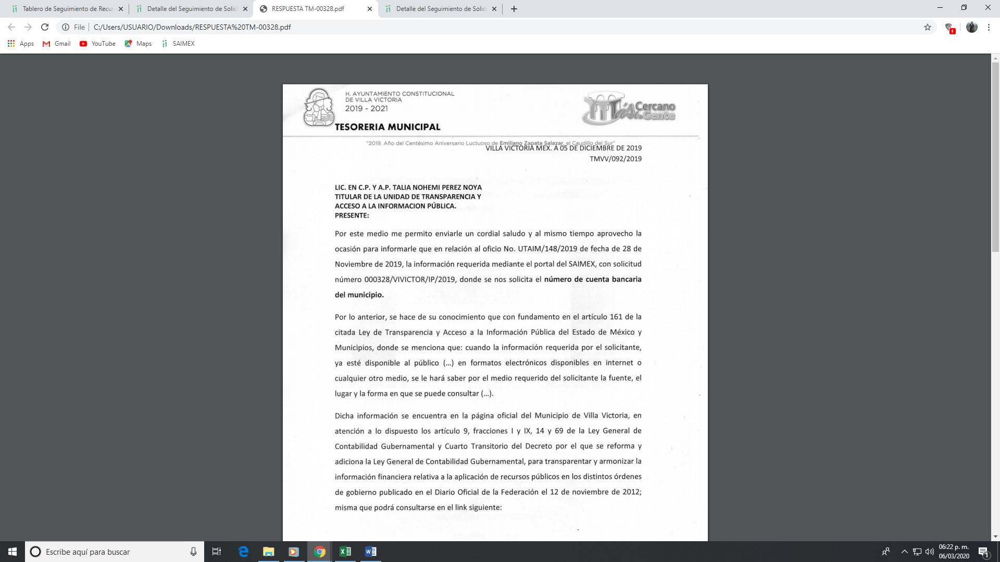 Tablero de Seguimiento de Recur
Detalle del Seguimiento de Solici
RESPUESTA TM-00328.pdf
Detalle del Seguimiento de Solici
File
C:/Users/USUARIO/Downloads/RESPUESTA%20TM-00328.pdf
Apps
Gmail
YouTube
Maps
SAIMEX
H. AYUNTAMIENTO CONSTITUCIONAL
DE VILLA VICTORIA
2019 - 2021
TESORERIA MUNICIPAL
Más Cercano
Gente
"2019. Año del Centésimo Aniversario Luctuoso de Emiliano Zapata Salazar, el Caudillo del Sur"
VILLA VICTORIA MEX. A 05 DE DICIEMBRE DE 2019
TMVV/092/2019
LIC. EN C.P. Y A.P. TALIA NOHEMI PEREZ NOYA
TITULAR DE LA UNIDAD DE TRANSPARENCIA Y
ACCESO A LA INFORMACION PÚBLICA.
PRESENTE:
Por este medio me permito enviarle un cordial saludo y al mismo tiempo aprovecho la
ocasión para informarle que en relación al oficio No. UTAIM/148/2019 de fecha de 28 de
Noviembre de 2019, la información requerida mediante el portal del SAIMEX, con solicitud
número 000328/VIVICTOR/IP/2019, donde se nos solicita el número de cuenta bancaria
del municipio.
Por lo anterior, se hace de su conocimiento que con fundamento en el artículo 161 de la
citada Ley de Transparencia y Acceso a la Información Pública del Estado de México y
Municipios, donde se menciona que: cuando la información requerida por el solicitante,
ya esté disponible al público (...) en formatos electrónicos disponibles en internet o
cualquier otro medio, se le hará saber por el medio requerido del solicitante la fuente, el
lugar y la forma en que se puede consultar (...).
Dicha información se encuentra en la página oficial del Municipio de Villa Victoria, en
atención a lo dispuesto los artículo 9, fracciones I y IX, 14 y 69 de la Ley General de
Contabilidad Gubernamental y Cuarto Transitorio del Decreto por el que se reforma y
adiciona la Ley General de Contabilidad Gubernamental, para transparentar y armonizar la
información financiera relativa a la aplicación de recursos públicos en los distintos órdenes
de gobierno publicado en el Diario Oficial de la Federación el 12 de noviembre de 2012;
misma que podrá consultarse en el link siguiente:
Escribe aquí para buscar
06:22 p. m.
06/03/2020
1